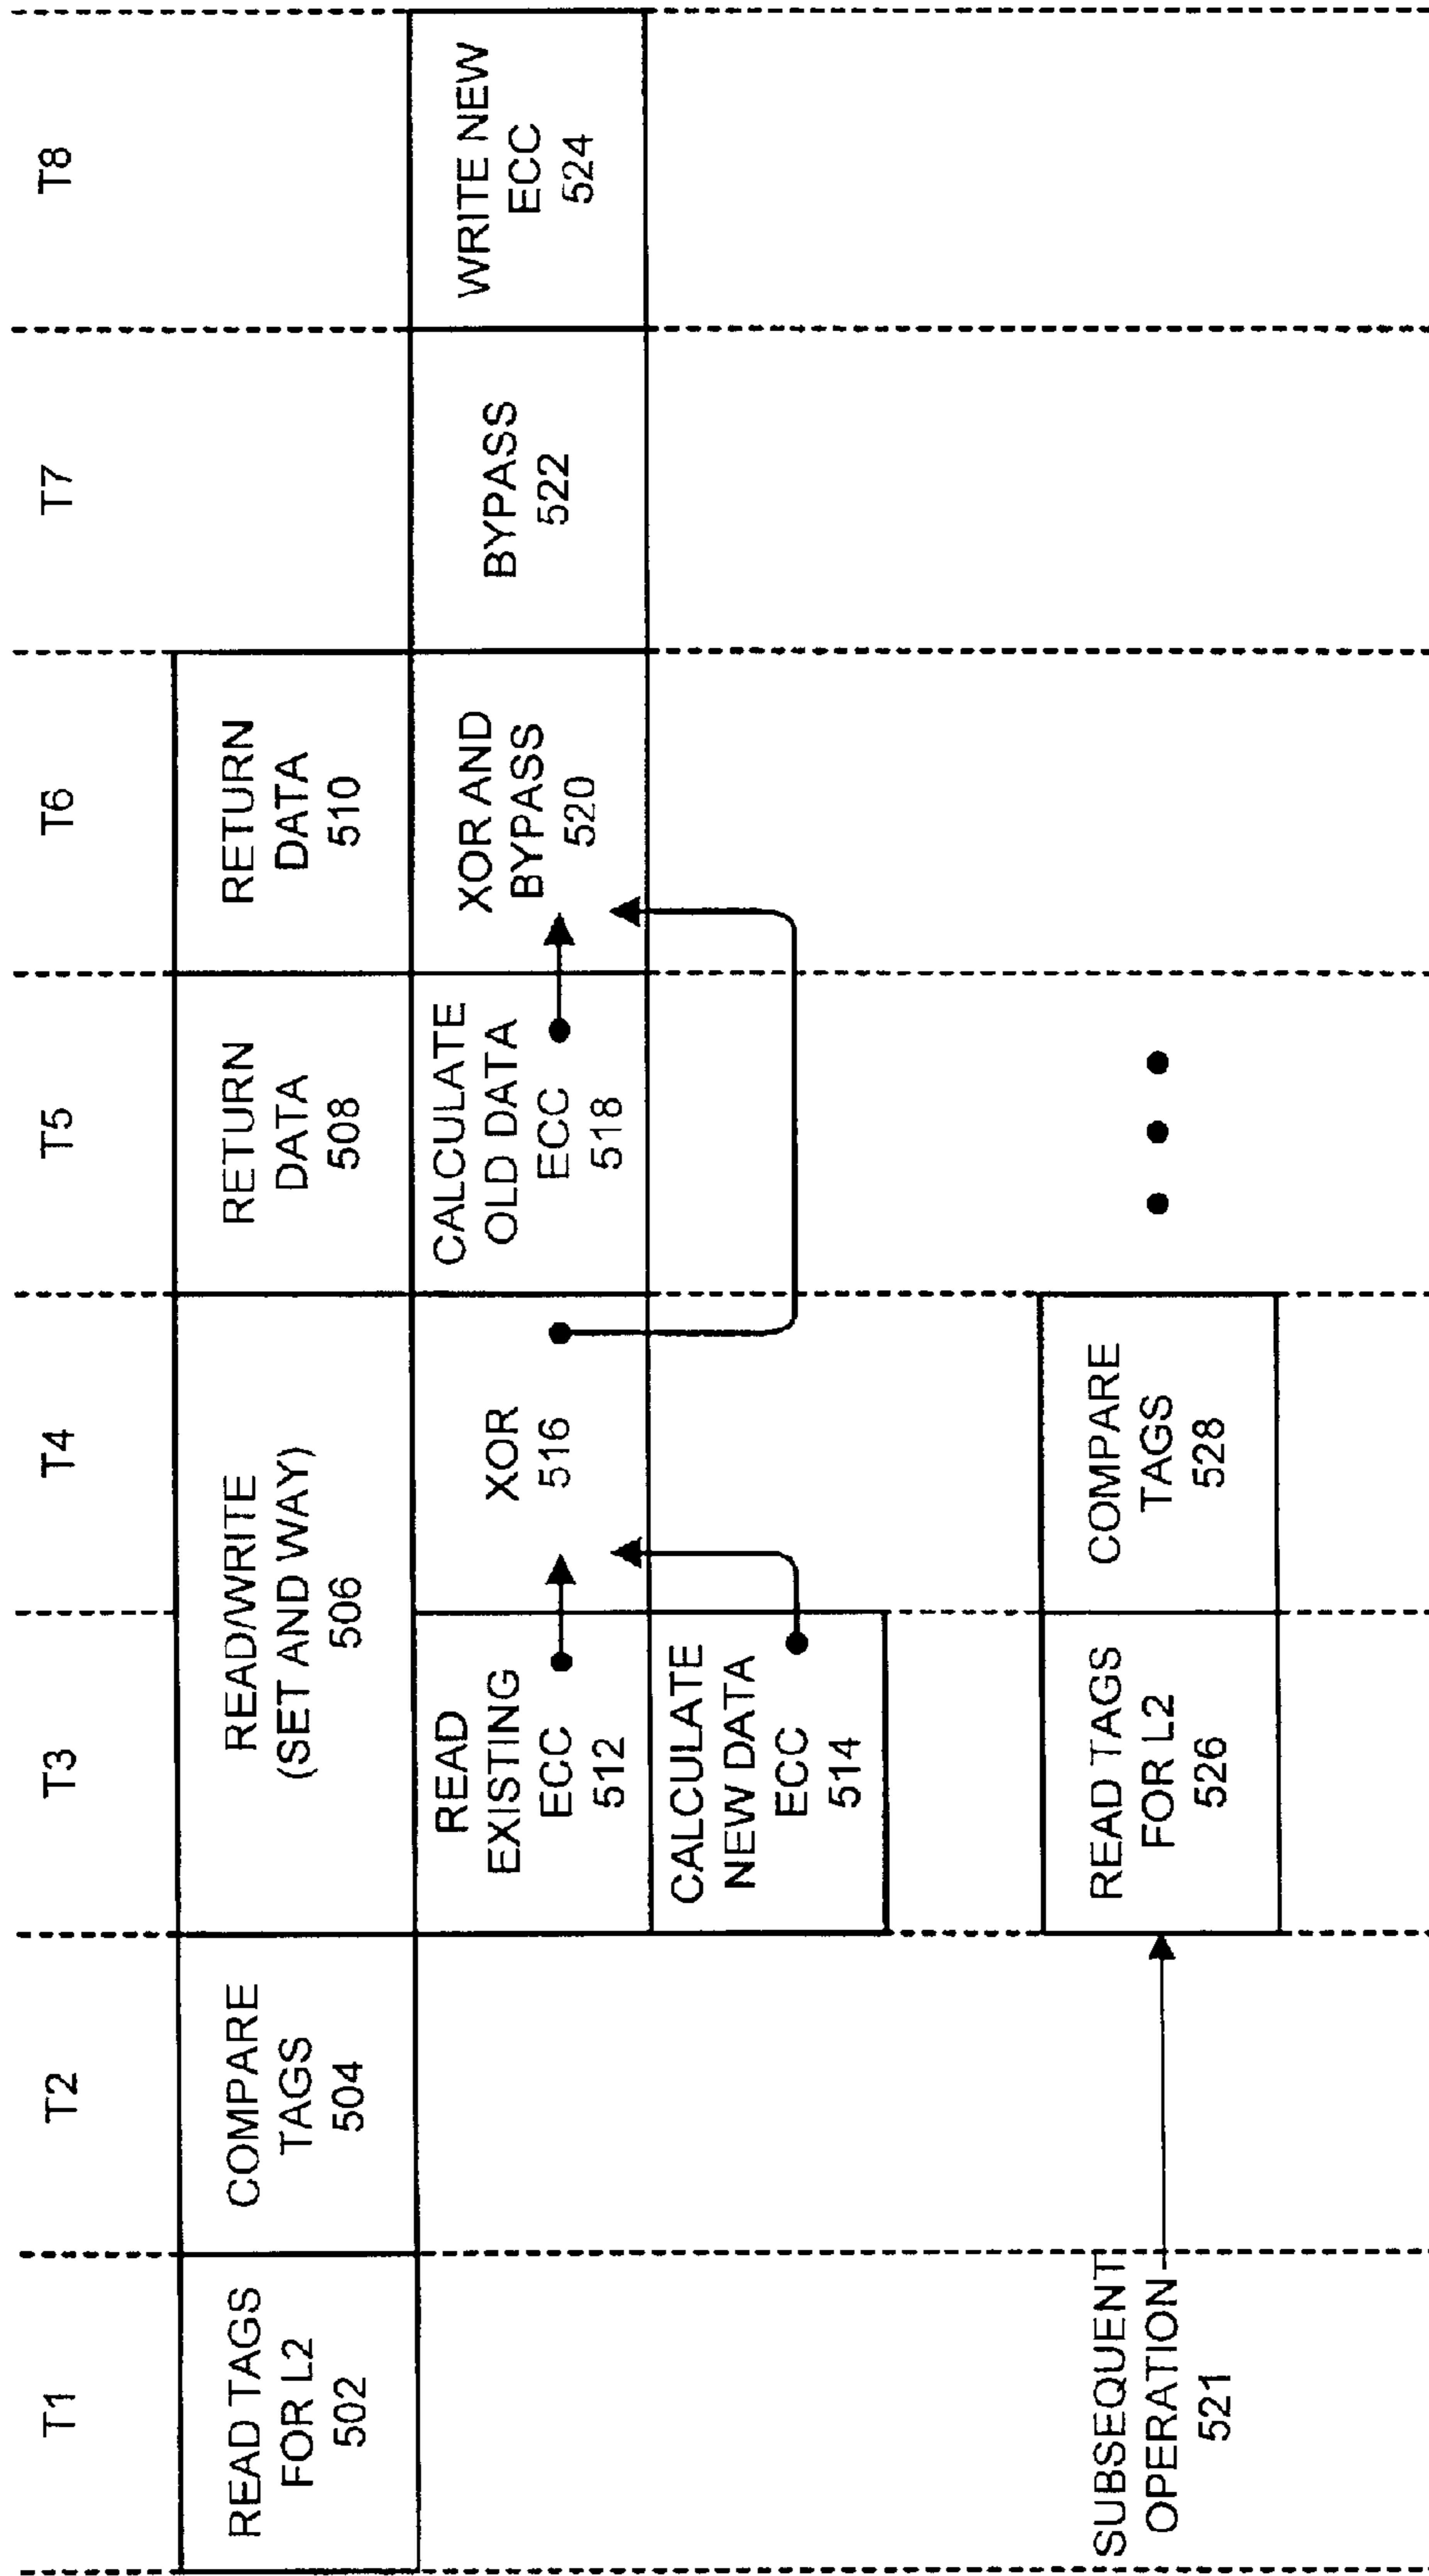 T1
T2
T3
T4
T5
T6
T7
T8
READ TAGS
FOR L2
502
COMPARE
TAGS
504
READ/WRITE
(SET AND WAY)
506
RETURN
DATA
508
RETURN
DATA
510
READ
EXISTING
ECC
512
XOR
516
CALCULATE
OLD DATA
ECC
518
XOR AND
BYPASS
520
BYPASS
522
WRITE NEW
ECC
524
CALCULATE
NEW DATA
ECC
514
SUBSEQUENT
OPERATION
521
READ TAGS
FOR L2
526
COMPARE
TAGS
528